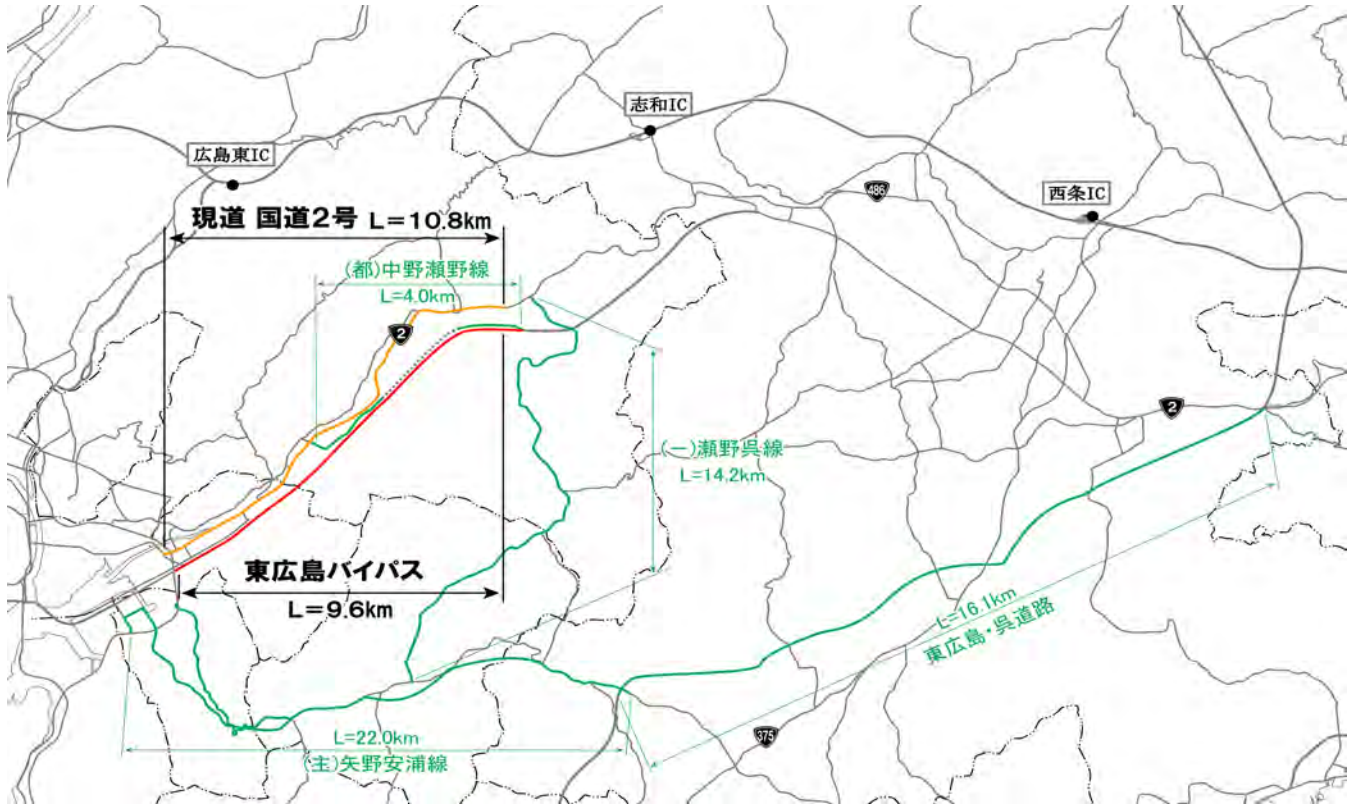 志和IC
広島東IC
486
西条IC
現道 国道2号 L=10.8km
(都)中野瀬野線
L=4.0km
2
2
(一)瀬野呉線
L=14.2km
東広島バイパス
L=9.6km
L=16.1km
東広島・呉道路
375
L=22.0km
(主)矢野安浦線